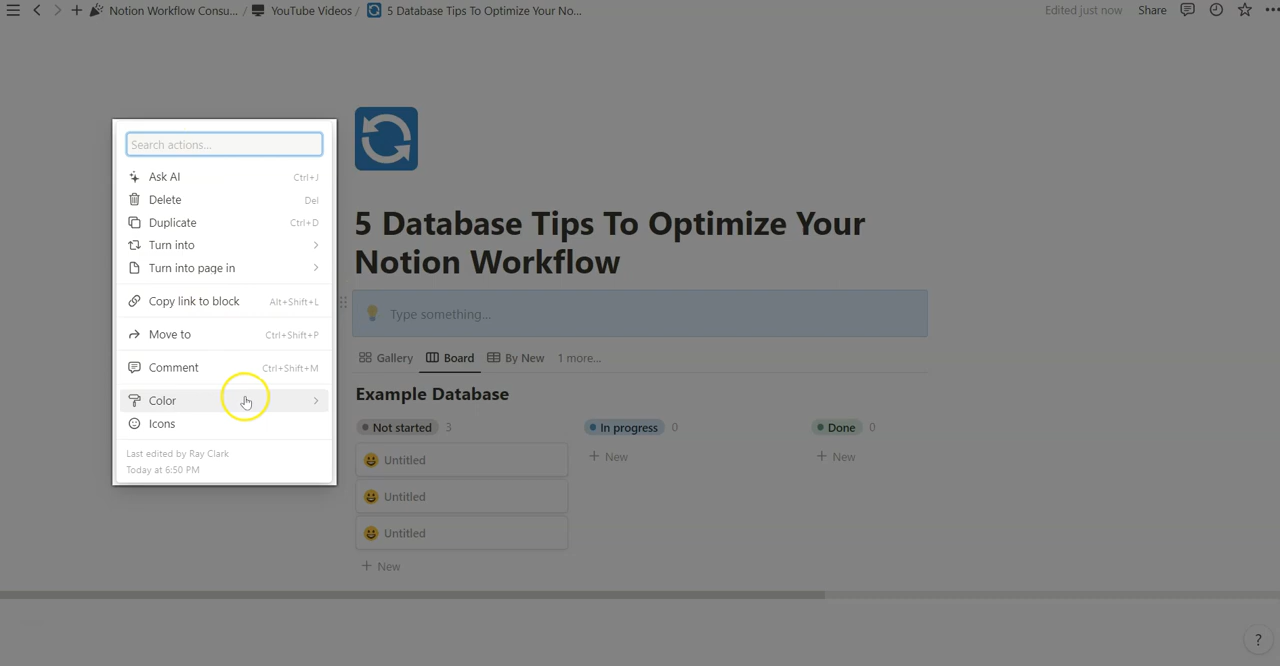 Notion Workflow Consu... / YouTube Videos / 5 Database Tips To Optimize Your No...
Edited just now Share
Search actions...
Ask AI Ctrl+J
Delete Del
Duplicate Ctrl+D
Turn into
Turn into page in
Copy link to block Alt+Shift+L
Move to Ctrl+Shift+P
Comment Ctrl+Shift+M
Color
Icons
Last edited by Ray Clark
Today at 6:50 PM
5 Database Tips To Optimize Your
Notion Workflow
Type something...
Gallery Board By New 1 more...
Example Database
Not started 3 In progress 0 Done 0
Untitled + New + New
Untitled
Untitled
+ New
?